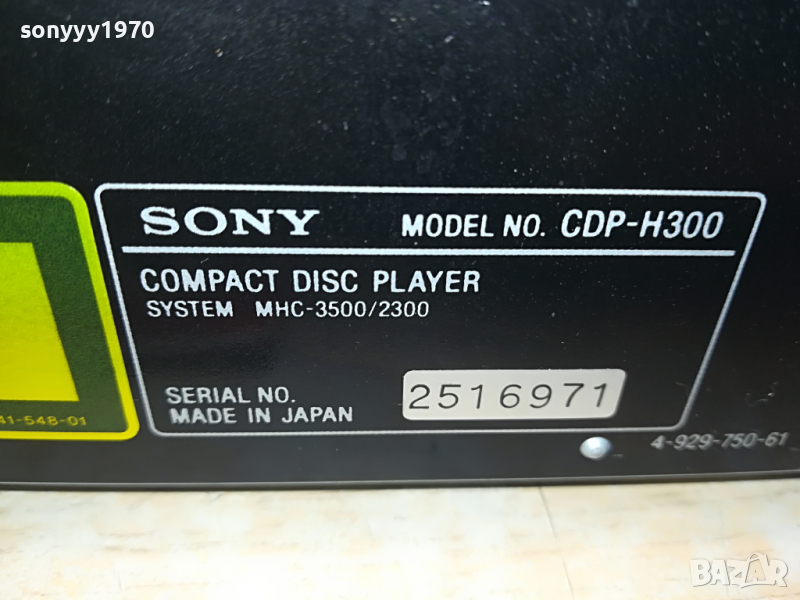 sonyyy1970
SONY MODEL NO. CDP-H300
COMPACT DISC PLAYER
SYSTEM MHC-3500/2300
SERIAL NO. 2516971
MADE IN JAPAN
41-548-01
4-929-750-61
BAZAR